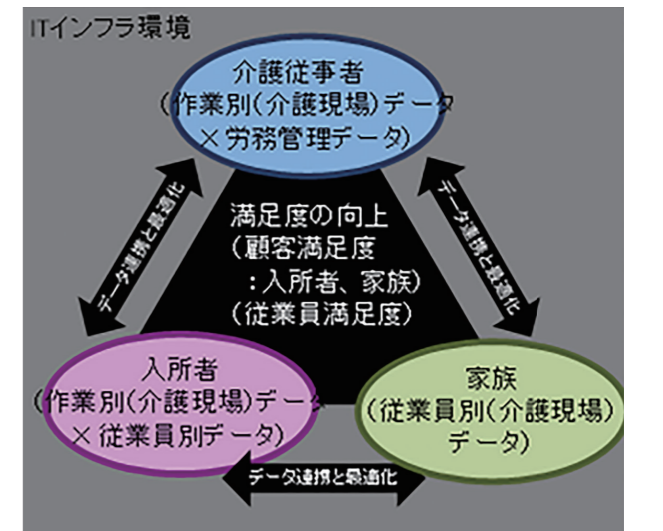 ITインフラ環境
介護従事者
(作業別(介護現場)データ
×労務管理データ)
データ連携と最適化
データ連携と最適化
満足度の向上
(顧客満足度
:入所者、家族)
(従業員満足度)
入所者
(作業別(介護現場)データ
×従業員別データ)
家族
(従業員別(介護現場)
データ)
データ連携と最適化